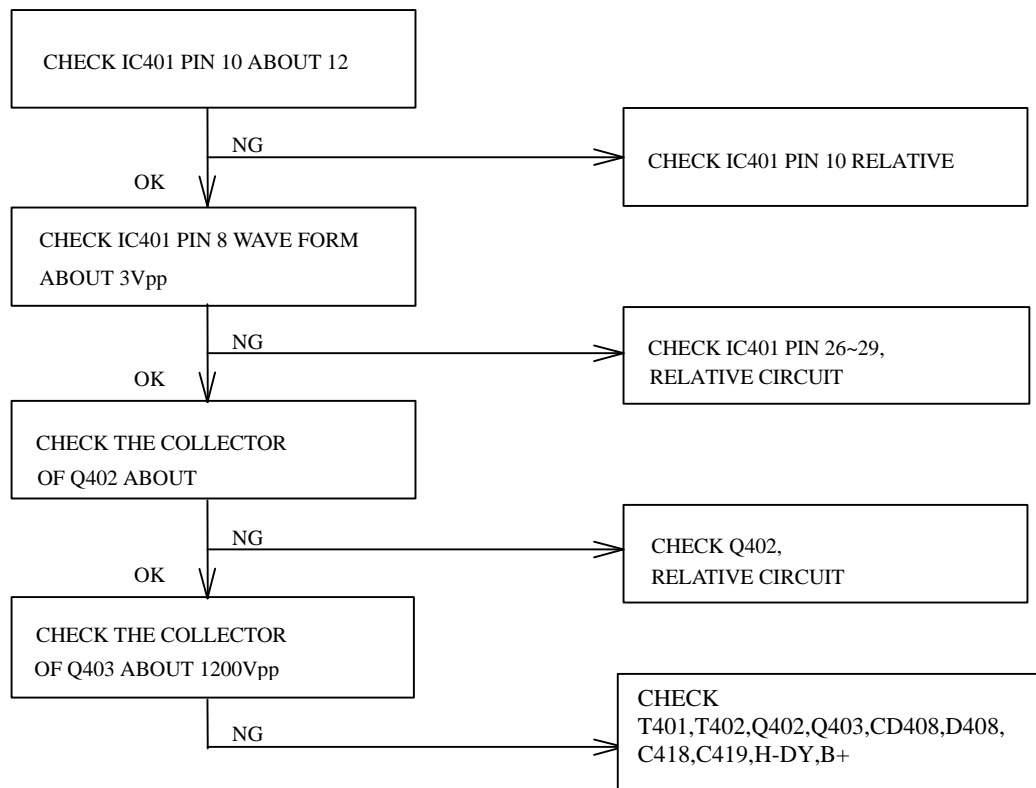 CHECK IC401 PIN 10 ABOUT 12
NG
CHECK IC401 PIN 10 RELATIVE
OK
CHECK IC401 PIN 8 WAVE FORM
ABOUT 3Vpp
NG
CHECK IC401 PIN 26~29,
RELATIVE CIRCUIT
OK
CHECK THE COLLECTOR
OF Q402 ABOUT
NG
CHECK Q402,
RELATIVE CIRCUIT
OK
CHECK THE COLLECTOR
OF Q403 ABOUT 1200Vpp
NG
CHECK
T401,T402,Q402,Q403,CD408,D408,
C418,C419,H-DY,B+